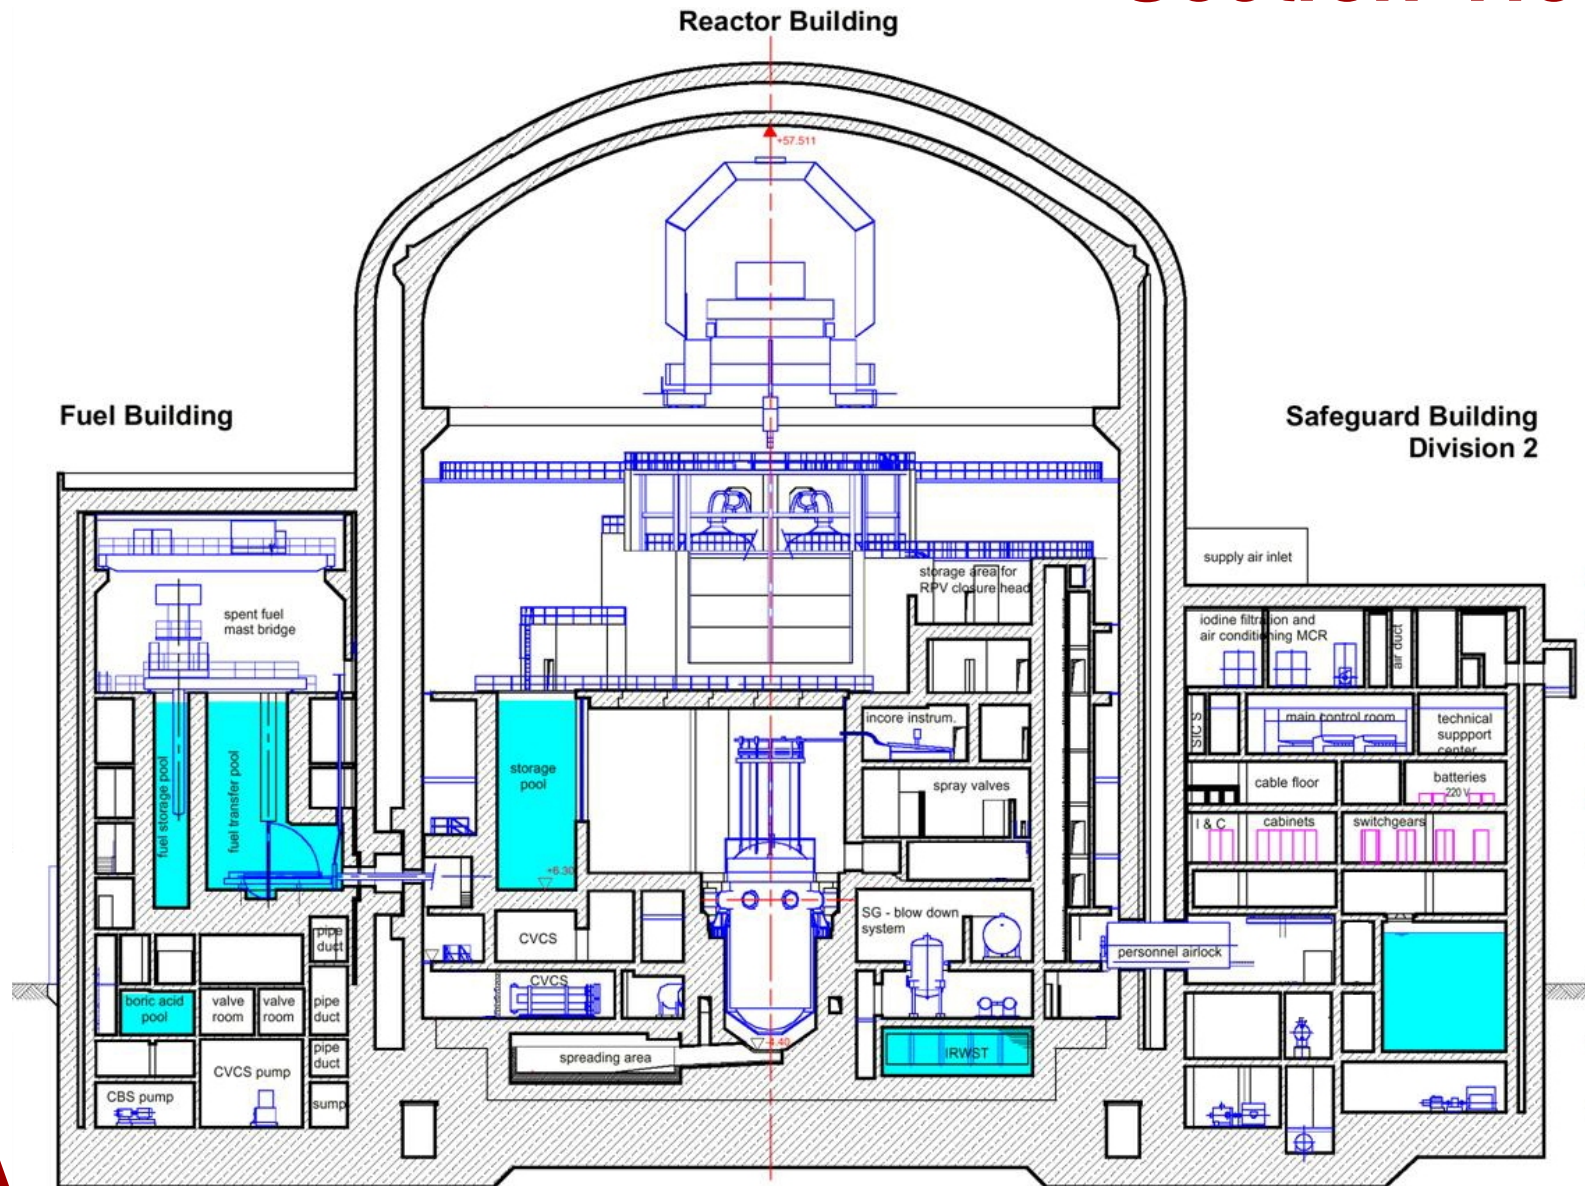 Reactor Building
+57.511
Fuel Building
Safeguard Building
Division 2
supply air inlet
storage area for
RPV closure head
spent fuel
mast bridge
iodine filtration and
air conditioning MCR
air duct
incore instrum.
SICS
main control room
technical
suppport
center
fuel storage pool
fuel transfer pool
storage
pool
spray valves
cable floor
batteries
220 V
I & C
cabinets
switchgears
+6.30
SG - blow down
system
CVCS
pipe
duct
personnel airlock
CVCS
boric acid
pool
valve
room
valve
room
pipe
duct
-4.40
spreading area
IRWST
pipe
duct
CVCS pump
CBS pump
sump